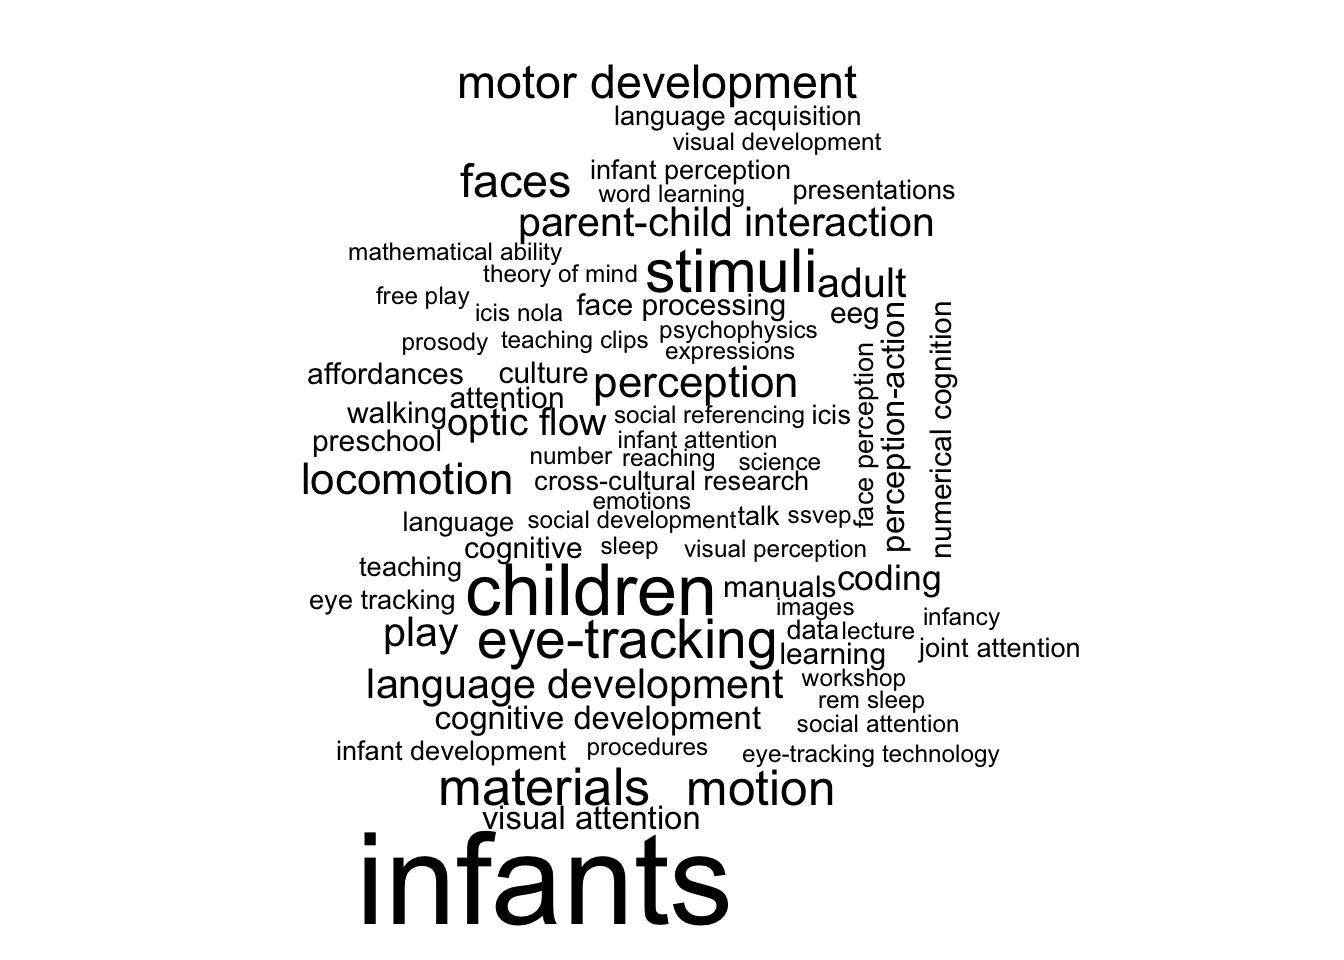 motor development
language acquisition
visual development
infant perception
faces
word learning
presentations
parent-child interaction
mathematical ability
theory of mind
stimuli
adult
free play
icis nola
face processing
eeg
psychophysics
prosody
teaching clips
expressions
affordances
culture
perception
attention
walking
optic flow
social referencing
icis
face perception
perception-action
numerical cognition
preschool
infant attention
number
reaching
science
locomotion
cross-cultural research
emotions
language
social development
talk
ssvep
cognitive
sleep
visual perception
teaching
children
manuals
coding
eye tracking
images
infancy
play
eye-tracking
data
lecture
learning
joint attention
language development
workshop
rem sleep
cognitive development
social attention
infant development
procedures
eye-tracking technology
materials
motion
visual attention
infants